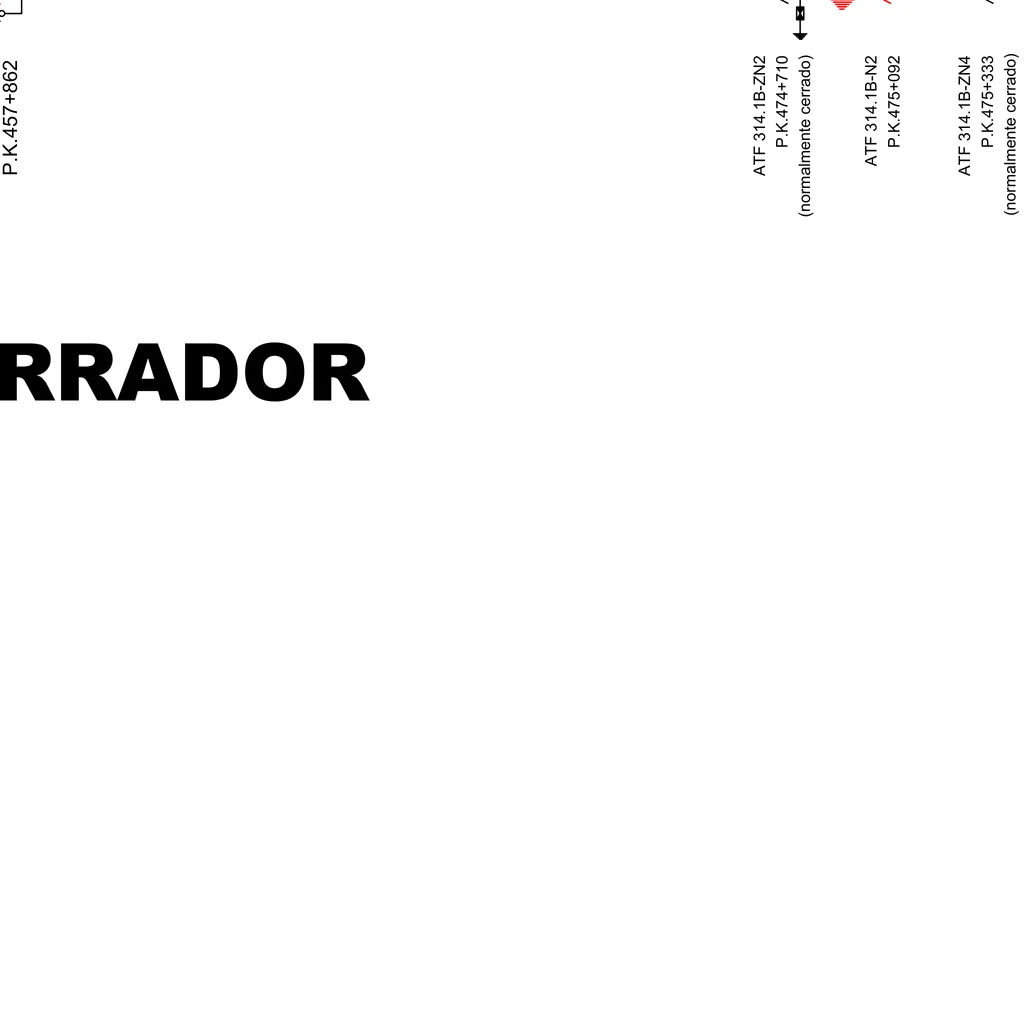 P.K.457+862
ATF 314.1B-ZN2
P.K.474+710
(normalmente cerrado)
ATF 314.1B-N2
P.K.475+092
ATF 314.1B-ZN4
P.K.475+333
(normalmente cerrado)
RRADOR